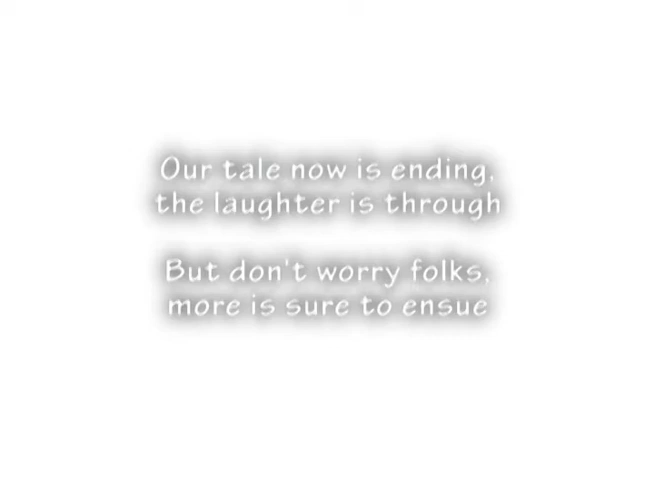 Our tale now is ending,
the laughter is through
But don't worry folks,
more is sure to ensue